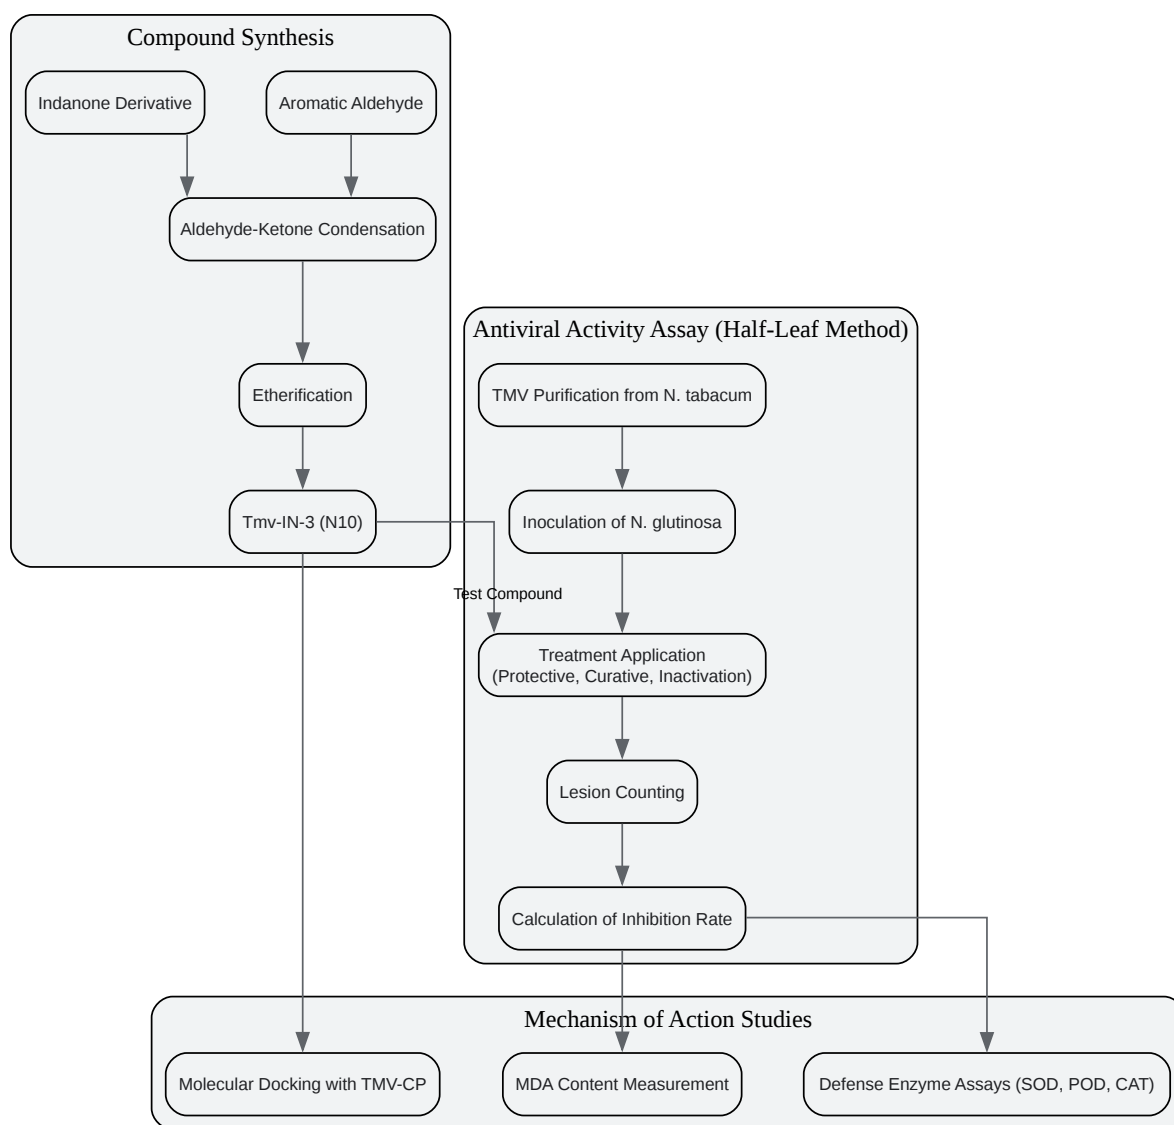 Compound Synthesis
Indanone Derivative
Aromatic Aldehyde
Aldehyde-Ketone Condensation
Etherification
Tmv-IN-3 (N10)
Test Compound
Antiviral Activity Assay (Half-Leaf Method)
TMV Purification from N. tabacum
Inoculation of N. glutinosa
Treatment Application
(Protective, Curative, Inactivation)
Lesion Counting
Calculation of Inhibition Rate
Mechanism of Action Studies
Molecular Docking with TMV-CP
MDA Content Measurement
Defense Enzyme Assays (SOD, POD, CAT)